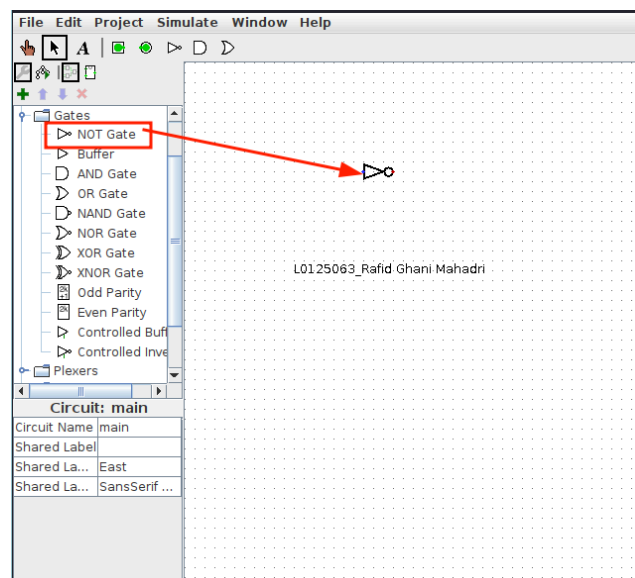 File Edit Project Simulate Window Help
A
Gates
NOT Gate
Buffer
AND Gate
OR Gate
NAND Gate
NOR Gate
XOR Gate
XNOR Gate
Odd Parity
Even Parity
Controlled Buff
Controlled Inve
Plexers
L0125063_Rafid Ghani Mahadri
Circuit: main
Circuit Name main
Shared Label
Shared La... East
Shared La... SansSerif ...